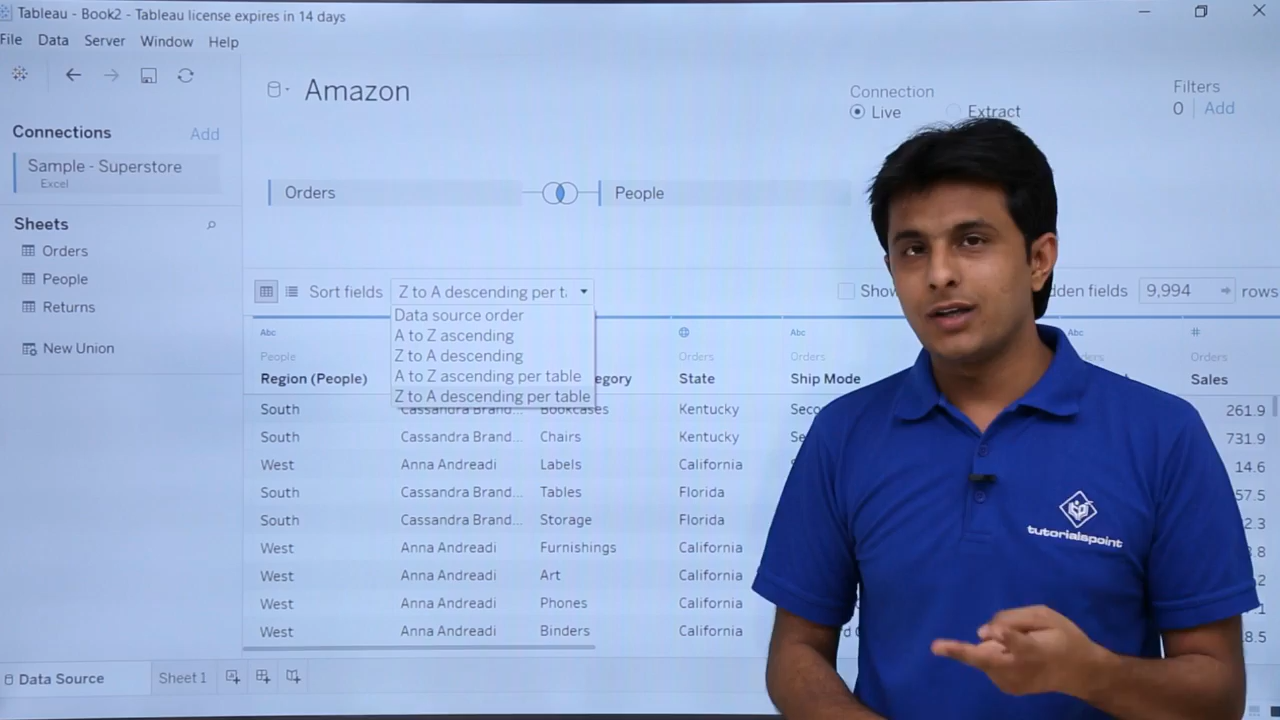 Tableau - Book2 - Tableau license expires in 14 days
File Data Server Window Help
Amazon
Connection
Live Extract
Filters
0 Add
Connections Add
Sample - Superstore
Excel
Orders People
Sheets
Orders
People
Returns
New Union
Sort fields Z to A descending per t.
Show
fields 9,994 rows
Data source order
A to Z ascending
Z to A descending
A to Z ascending per table
Z to A descending per table
Abc Abc Abc #
People Orders Orders Orders
Region (People) State Ship Mode Sales
South Cassandra Brand... Bookcases Kentucky 261.9
South Cassandra Brand... Chairs Kentucky 731.9
West Anna Andreadi Labels California 14.6
South Cassandra Brand... Tables Florida
South Cassandra Brand... Storage Florida
West Anna Andreadi Furnishings California
West Anna Andreadi Art California
West Anna Andreadi Phones California
West Anna Andreadi Binders California
Data Source Sheet 1
tutorialspoint